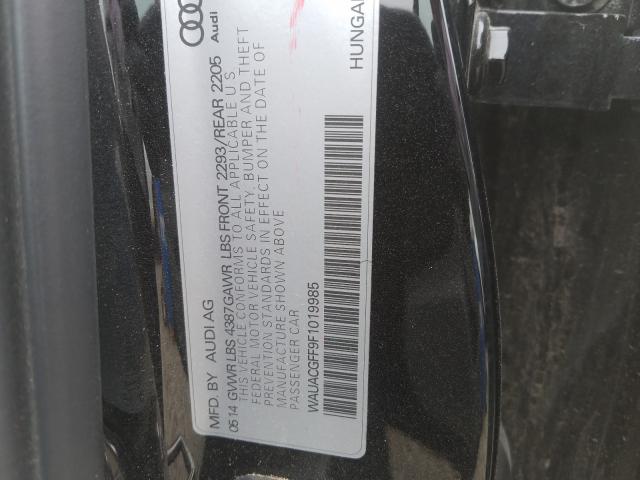 MFD. BY AUDI AG
Audi
0514 GVWR LBS 4387 GAWR LBS FRONT 2293/REAR 2205
THIS VEHICLE CONFORMS TO ALL APPLICABLE U S
FEDERAL MOTOR VEHICLE SAFETY, BUMPER AND THEFT
PREVENTION STANDARDS IN EFFECT ON THE DATE OF
MANUFACTURE SHOWN ABOVE
PASSENGER CAR
WAUACGFF9F1019985